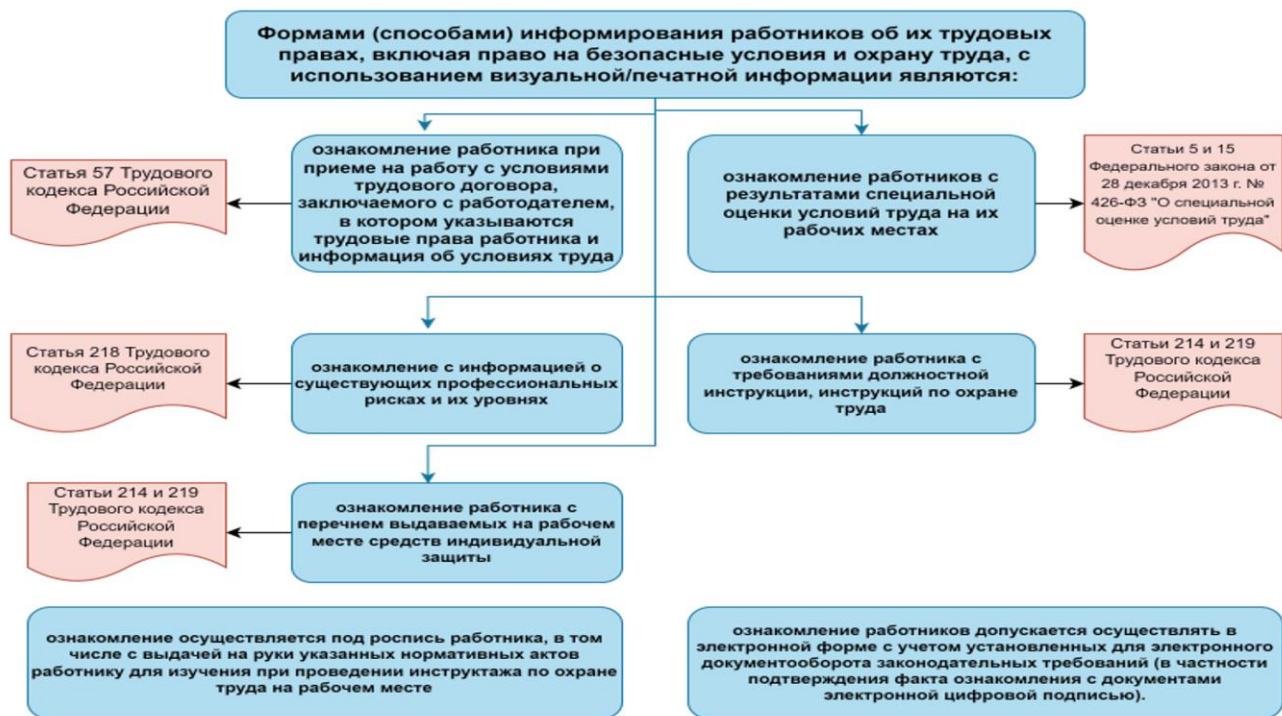 Формами (способами) информирования работников об их трудовых
правах, включая право на безопасные условия и охрану труда, с
использованием визуальной/печатной информации являются:
Статья 57 Трудового
кодекса Российской
Федерации
ознакомление работника при
приеме на работу с условиями
трудового договора,
заключаемого с работодателем,
в котором указываются
трудовые права работника и
информация об условиях труда
ознакомление работников с
результатами специальной
оценки условий труда на их
рабочих местах
Статьи 5 и 15
Федерального закона от
28 декабря 2013 г. №
426-ФЗ "О специальной
оценке условий труда"
Статья 218 Трудового
кодекса Российской
Федерации
ознакомление с информацией о
существующих профессиональных
рисках и их уровнях
ознакомление работника с
требованиями должностной
инструкции, инструкций по охране
труда
Статьи 214 и 219
Трудового кодекса
Российской
Федерации
Статьи 214 и 219
Трудового кодекса
Российской
Федерации
ознакомление работника с
перечнем выдаваемых на рабочем
месте средств индивидуальной
защиты
ознакомление осуществляется под роспись работника, в том
числе с выдачей на руки указанных нормативных актов
работнику для изучения при проведении инструктажа по охране
труда на рабочем месте
ознакомление работников допускается осуществлять в
электронной форме с учетом установленных для электронного
документооборота законодательных требований (в частности
подтверждения факта ознакомления с документами
электронной цифровой подписью).